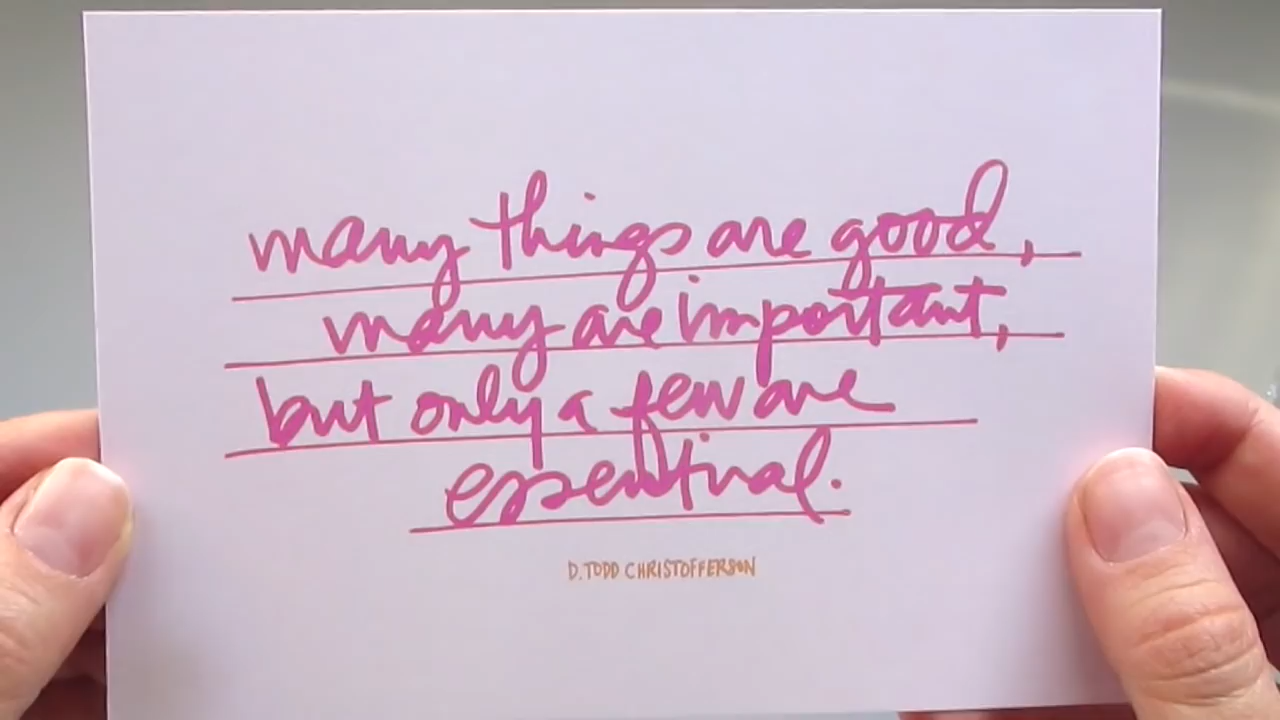 many things are good,
many are important,
but only a few are
essential.
D. TODD CHRISTOFFERSON